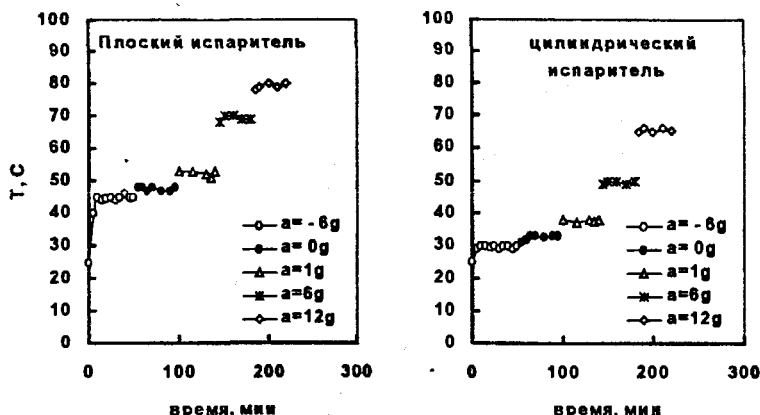 Плоский испаритель
100
90
80
70
60
50
40
30
20
10
0
T, C
0 100 200 300
время, мин
a= - 6g
a= 0g
a=1g
a=6g
a=12g
цилиндрический
испаритель
100
90
80
70
60
50
40
30
20
10
0
0 100 200 300
время, мин
a= - 6g
a= 0g
a=1g
a=6g
a=12g